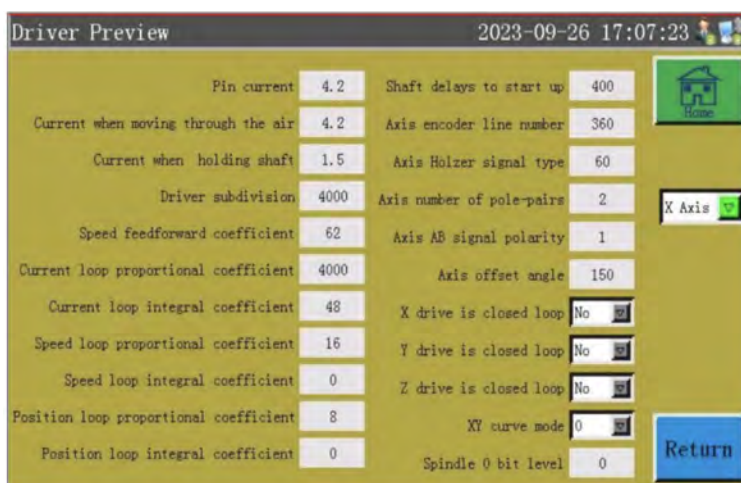 Driver Preview 2023-09-26 17:07:23
Pin current 4.2
Current when moving through the air 4.2
Current when holding shaft 1.5
Driver subdivision 4000
Speed feedforward coefficient 62
Current loop proportional coefficient 4000
Current loop integral coefficient 48
Speed loop proportional coefficient 16
Speed loop integral coefficient 0
Position loop proportional coefficient 8
Position loop integral coefficient 0
Shaft delays to start up 400
Axis encoder line number 360
Axis Holzer signal type 60
Axis number of pole-pairs 2
Axis AB signal polarity 1
Axis offset angle 150
X drive is closed loop No
Y drive is closed loop No
Z drive is closed loop No
XY curve mode 0
Spindle 0 bit level 0
Home
X Axis
Return